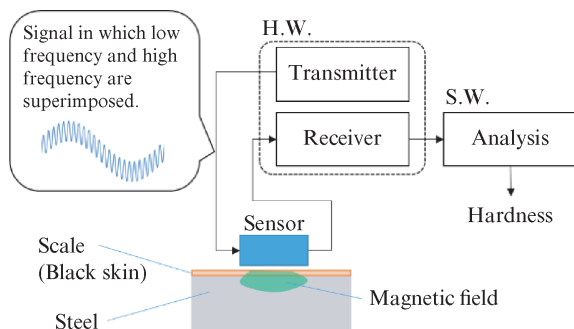 Signal in which low
frequency and high
frequency are
superimposed.
H.W.
Transmitter
Receiver
S.W.
Analysis
Hardness
Sensor
Scale
(Black skin)
Magnetic field
Steel